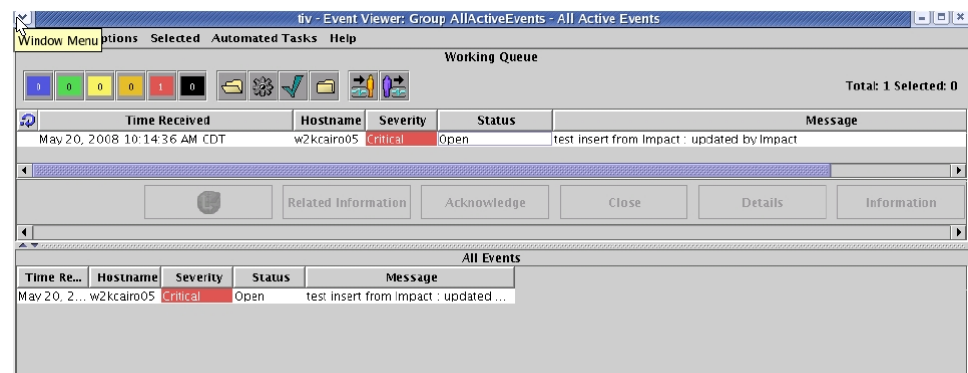 tiv - Event Viewer: Group AllActiveEvents - All Active Events
Window Menu ptions Selected Automated Tasks Help
Working Queue
0 0 0 0 1 0 Total: 1 Selected: 0
Time Received Hostname Severity Status Message
May 20, 2008 10:14:36 AM CDT w2kcairo05 Critical Open test insert from Impact : updated by Impact
Related Information Acknowledge Close Details Information
All Events
Time Re... Hostname Severity Status Message
May 20, 2... w2kcairo05 Critical Open test insert from Impact : updated ...